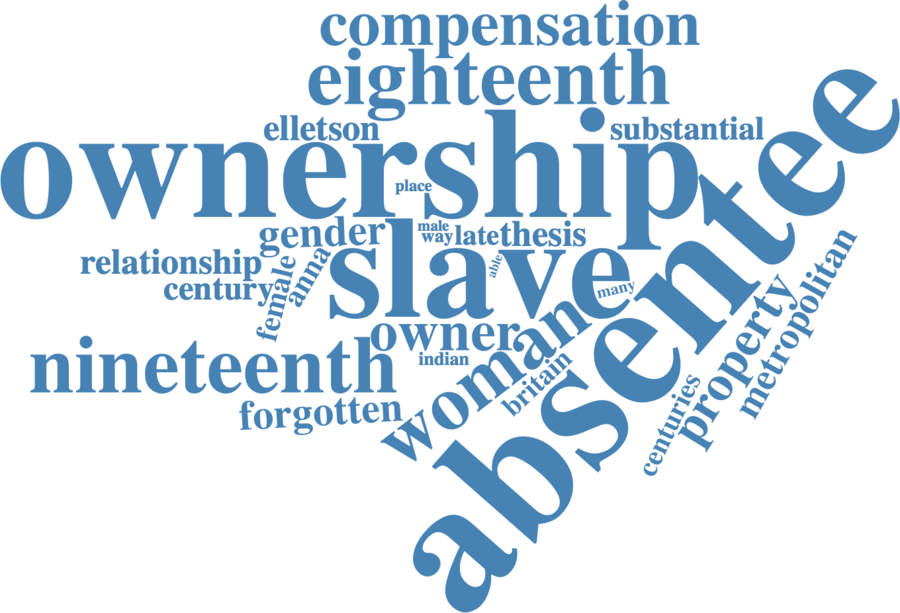 compensation
eighteenth
elletson
substantial
ownership
place
absentee
gender
male
way
late
thesis
slave
able
many
relationship
century
female
anna
metropolitan
property
owner
woman
indian
britain
nineteenth
forgotten
centuries